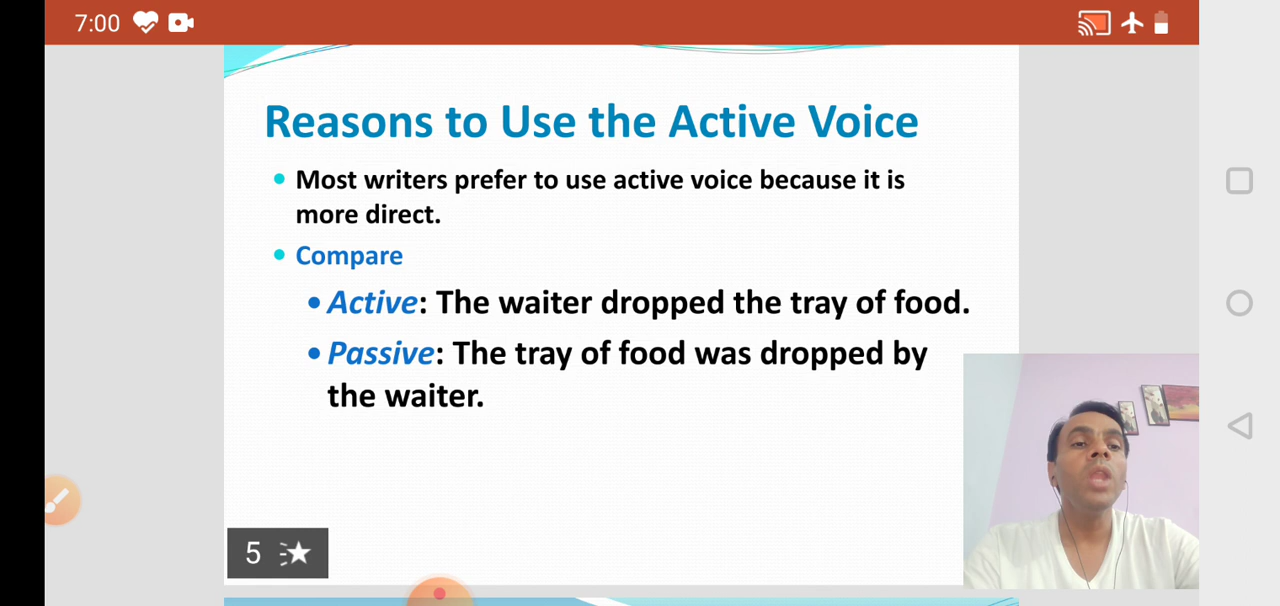 7:00
Reasons to Use the Active Voice
Most writers prefer to use active voice because it is
more direct.
Compare
Active: The waiter dropped the tray of food.
Passive: The tray of food was dropped by
the waiter.
5